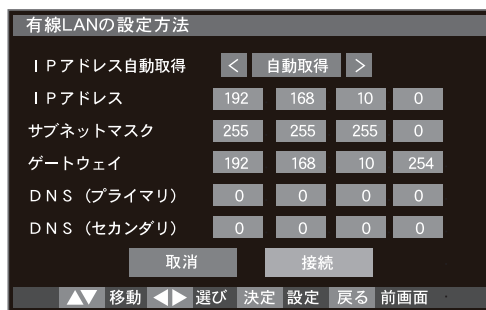 有線LANの設定方法
ＩＰアドレス自動取得 < 自動取得 >
ＩＰアドレス 192 168 10 0
サブネットマスク 255 255 255 0
ゲートウェイ 192 168 10 254
ＤＮＳ（プライマリ） 0 0 0 0
ＤＮＳ（セカンダリ） 0 0 0 0
取消 接続
▲▼ 移動 ◀▶ 選び 決定 設定 戻る 前画面